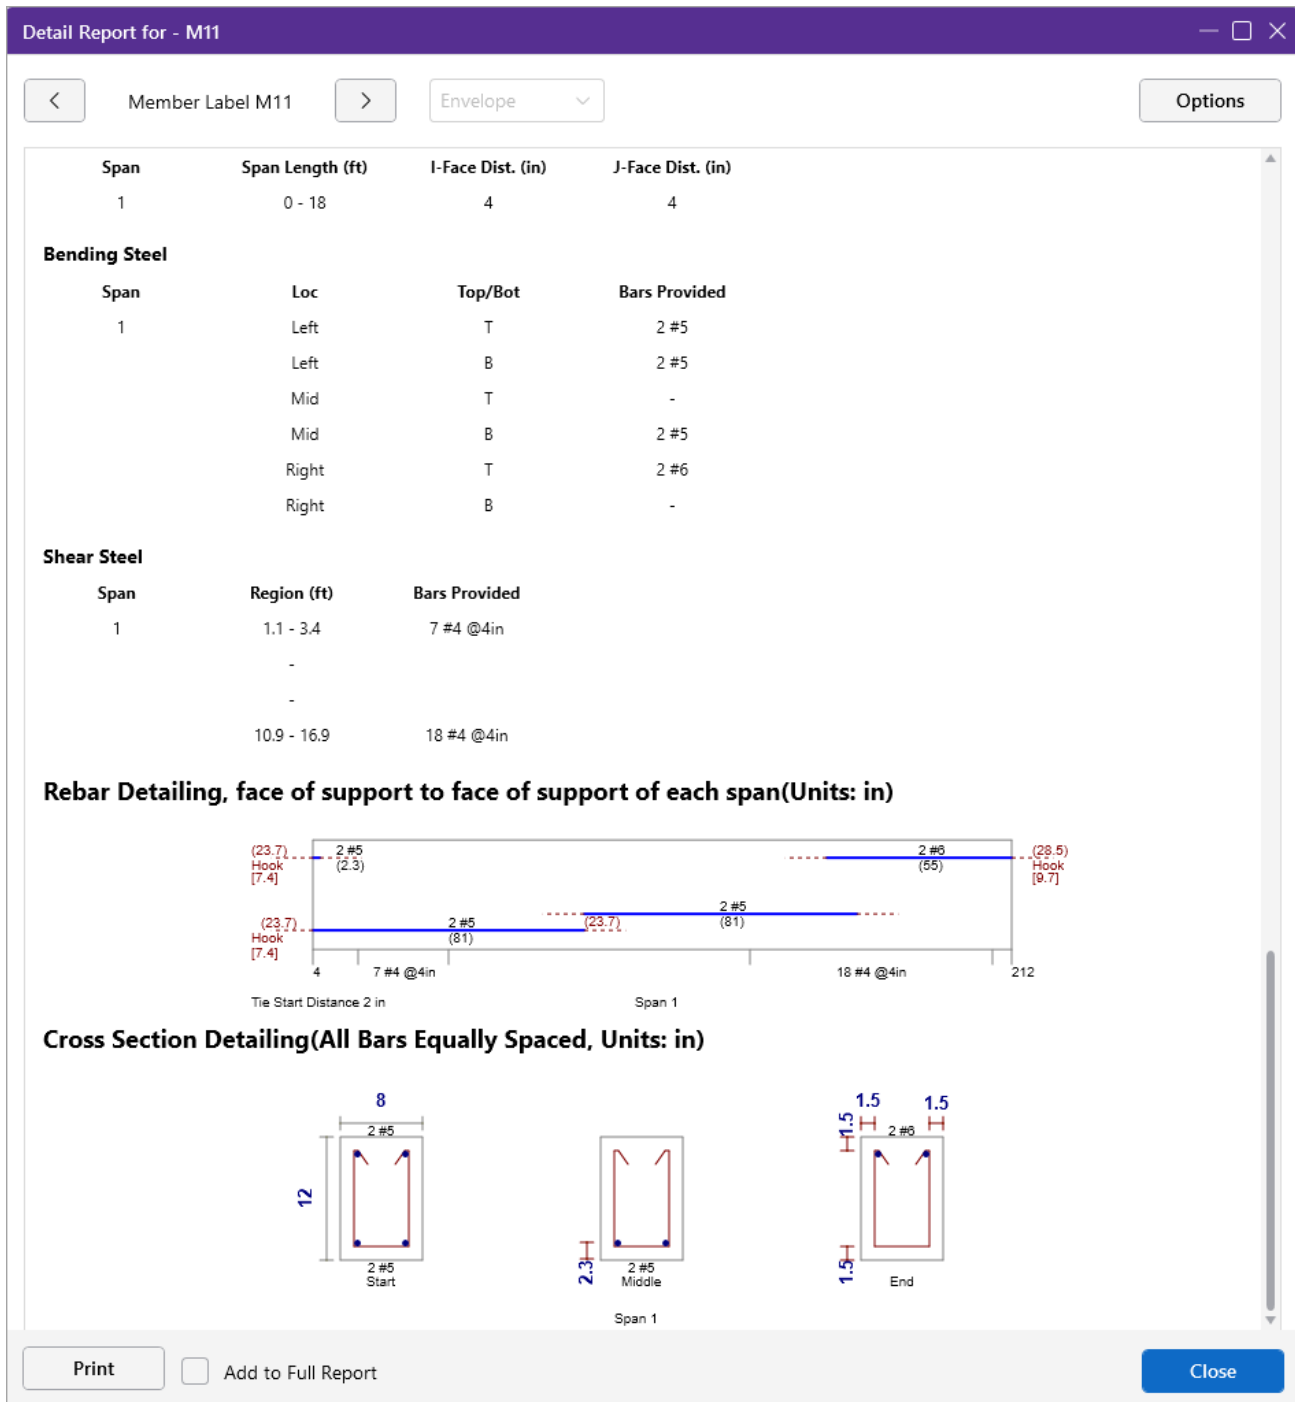 Detail Report for - M11
Member Label M11 Envelope Options
Span Span Length (ft) I-Face Dist. (in) J-Face Dist. (in)
1 0 - 18 4 4
Bending Steel
Span Loc Top/Bot Bars Provided
1 Left T 2 #5
Left B 2 #5
Mid T -
Mid B 2 #5
Right T 2 #6
Right B -
Shear Steel
Span Region (ft) Bars Provided
1 1.1 - 3.4 7 #4 @4in
-
-
10.9 - 16.9 18 #4 @4in
Rebar Detailing, face of support to face of support of each span(Units: in)
(23.7) 2 #5 2 #6 (28.5)
Hook (2.3) (55) Hook
[7.4] [9.7]
2 #5
(23.7) 2 #5 (23.7) (81)
Hook (81)
[7.4]
4 7 #4 @4in 18 #4 @4in 212
Tie Start Distance 2 in Span 1
Cross Section Detailing(All Bars Equally Spaced, Units: in)
8 1.5 1.5
2 #5 1.5 2 #6
12
2.3 1.5
2 #5 2 #5
Start Middle End
Span 1
Print Add to Full Report Close